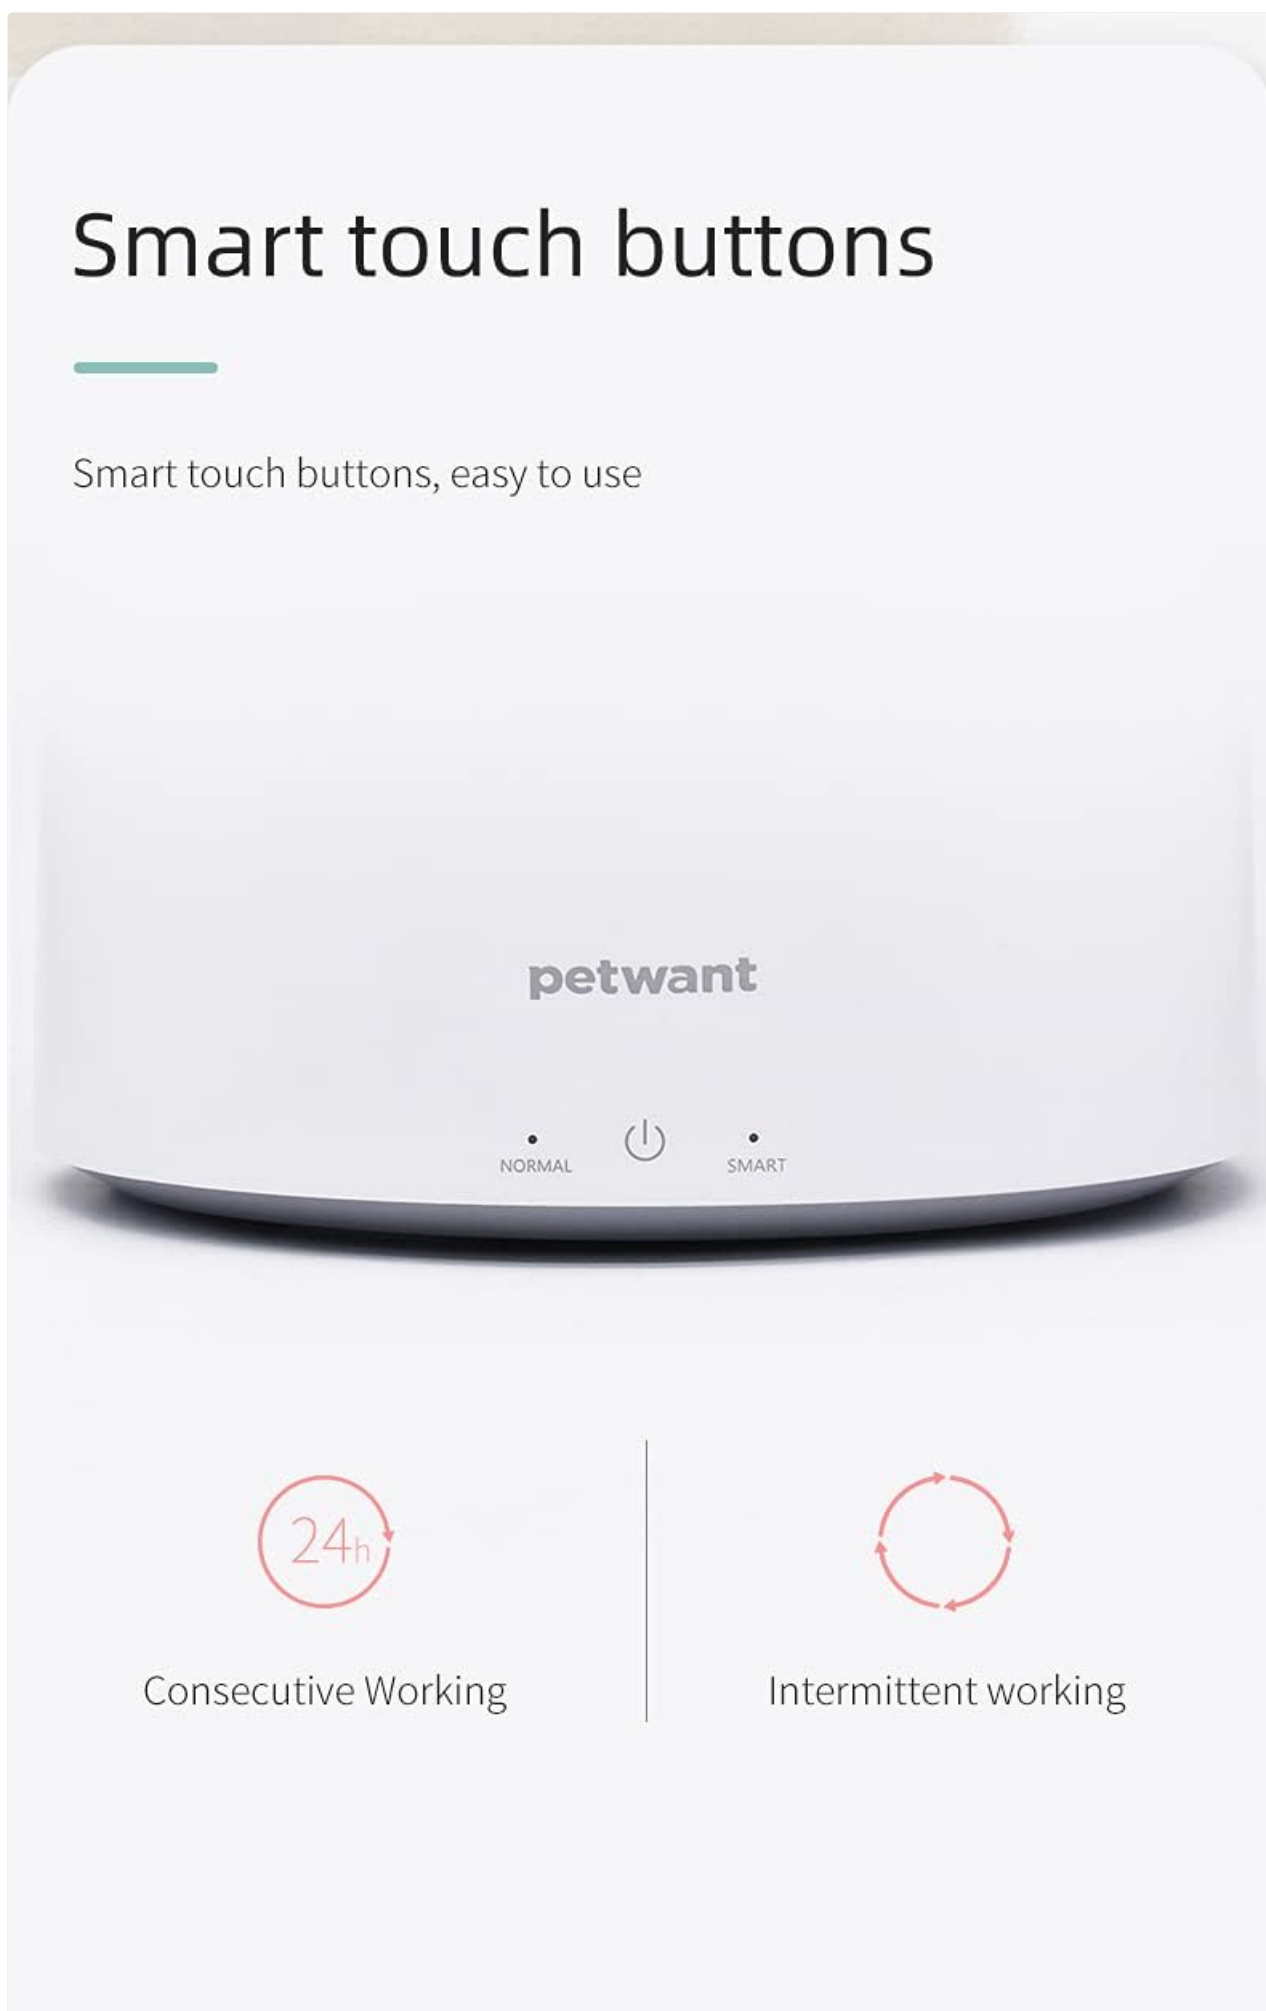 Smart touch buttons
Smart touch buttons, easy to use
petwant
NORMAL
SMART
24h
Consecutive Working
Intermittent working